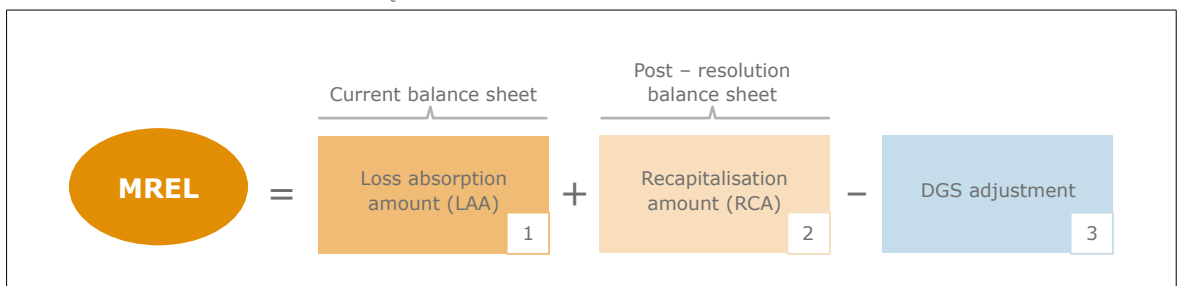 Post – resolution
balance sheet
Current balance sheet
MREL
=
Loss absorption
amount (LAA)
1
+
Recapitalisation
amount (RCA)
2
−
DGS adjustment
3